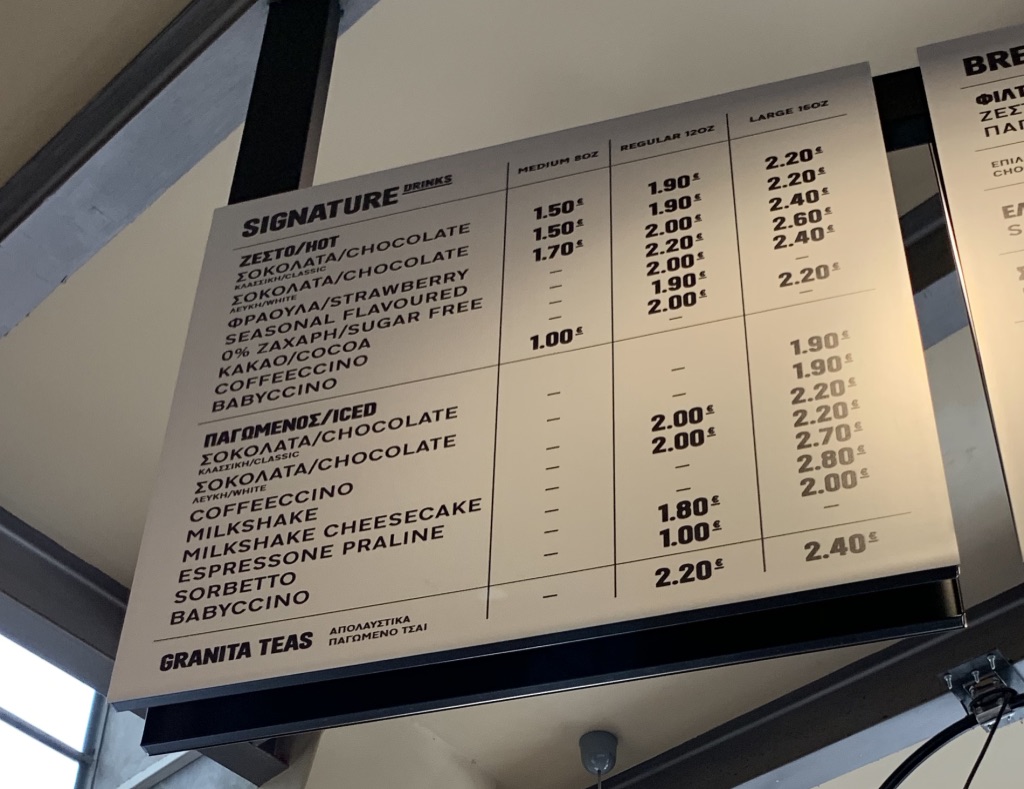 SIGNATURE DRINKS MEDIUM 8OZ REGULAR 12OZ LARGE 16OZ
ΖΕΣΤΟ/HOT
ΣΟΚΟΛΑΤΑ/CHOCOLATE 1.50€ 1.90€ 2.20€
ΚΛΑΣΣΙΚΗ/CLASSIC
ΣΟΚΟΛΑΤΑ/CHOCOLATE 1.50€ 1.90€ 2.20€
ΛΕΥΚΗ/WHITE
ΦΡΑΟΥΛΑ/STRAWBERRY 1.70€ 2.00€ 2.40€
SEASONAL FLAVOURED – 2.20€ 2.60€
0% ΖΑΧΑΡΗ/SUGAR FREE – 2.00€ 2.40€
ΚΑΚΑΟ/COCOA – 1.90€ –
COFFEECCINO – 2.00€ 2.20€
BABYCCINO 1.00€ – –
ΠΑΓΩΜΕΝΟΣ/ICED
ΣΟΚΟΛΑΤΑ/CHOCOLATE – – 1.90€
ΚΛΑΣΣΙΚΗ/CLASSIC
ΣΟΚΟΛΑΤΑ/CHOCOLATE – – 1.90€
ΛΕΥΚΗ/WHITE
COFFEECCINO – 2.00€ 2.20€
MILKSHAKE – 2.00€ 2.20€
MILKSHAKE CHEESECAKE – – 2.70€
ESPRESSONE PRALINE – – 2.80€
SORBETTO – 1.80€ 2.00€
BABYCCINO – 1.00€ –
GRANITA TEAS ΑΠΟΛΑΥΣΤΙΚΑ – 2.20€ 2.40€
ΠΑΓΩΜΕΝΟ ΤΣΑΙ
BRE
ΦΙΛΤ
ΖΕΣ
ΠΑΓ
ΕΠΙΛ
CHO